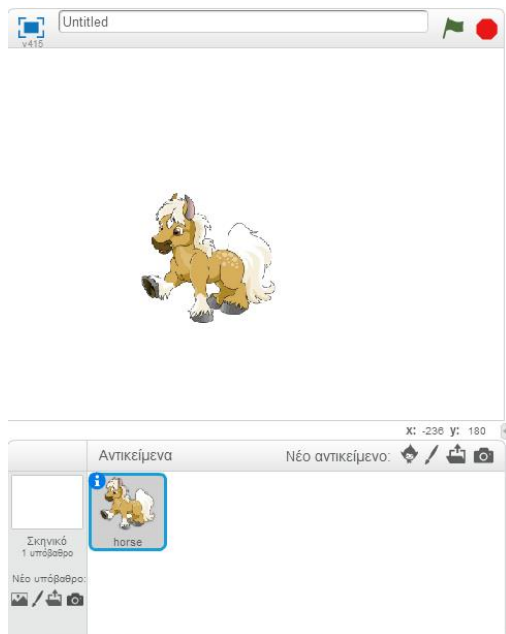 Untitled
v415
X: -236 y: 180
Αντικείμενα
Νέο αντικείμενο:
horse
Σκηνικό
1 υπόβαθρο
Νέο υπόβαθρο: